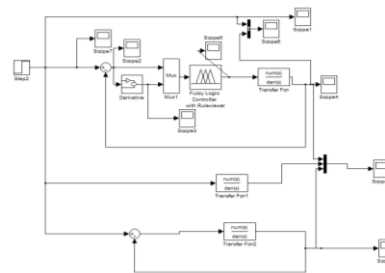 Scope1
Scope7
Scope2
Scope5
Scope6
Step2
Mux
Mux1
Derivative
Fuzzy Logic
Controller
with Ruleviewer
num(s)
den(s)
Transfer Fcn
Scope4
Scope3
num(s)
den(s)
Transfer Fcn1
num(s)
den(s)
Transfer Fcn2